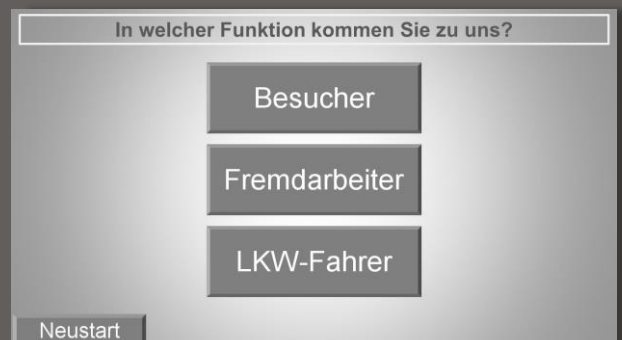 In welcher Funktion kommen Sie zu uns?
Besucher
Fremdarbeiter
LKW-Fahrer
Neustart